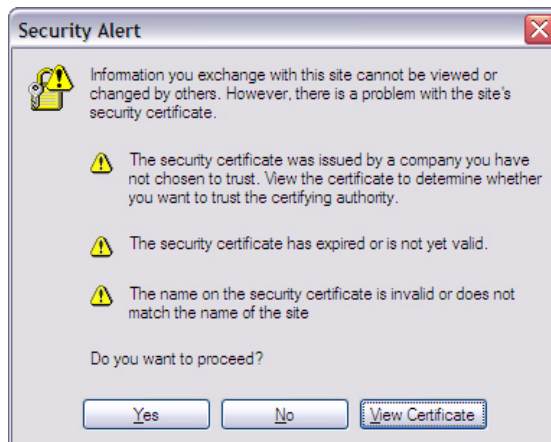 Security Alert
Information you exchange with this site cannot be viewed or
changed by others. However, there is a problem with the site's
security certificate.
The security certificate was issued by a company you have
not chosen to trust. View the certificate to determine whether
you want to trust the certifying authority.
The security certificate has expired or is not yet valid.
The name on the security certificate is invalid or does not
match the name of the site
Do you want to proceed?
Yes No View Certificate